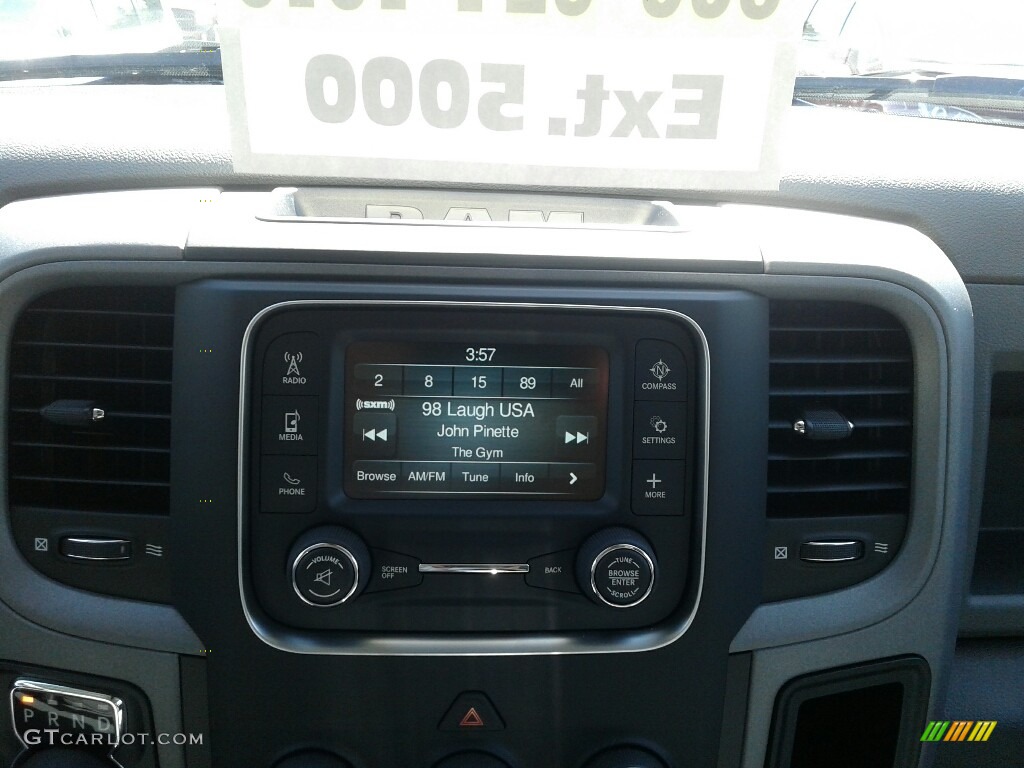 Ext. 5000
RAM
3:57
2 8 15 89 All
((sxm))
98 Laugh USA
John Pinette
The Gym
Browse AM/FM Tune Info >
RADIO
MEDIA
PHONE
COMPASS
N
SETTINGS
MORE
VOLUME
SCREEN
OFF
BACK
TUNE
BROWSE
ENTER
SCROLL
P R N D
GTCARLOT.COM